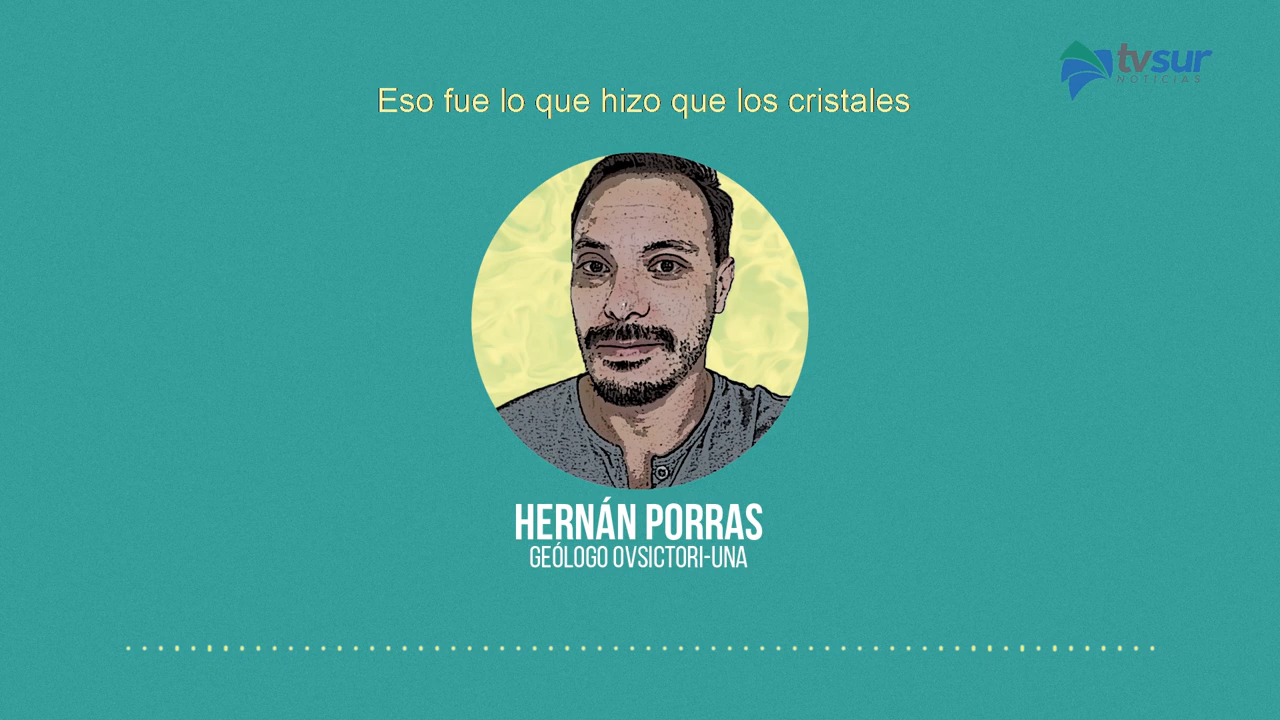 tvsur
NOTICIAS
Eso fue lo que hizo que los cristales
HERNÁN PORRAS
GEÓLOGO OVSICTORI-UNA